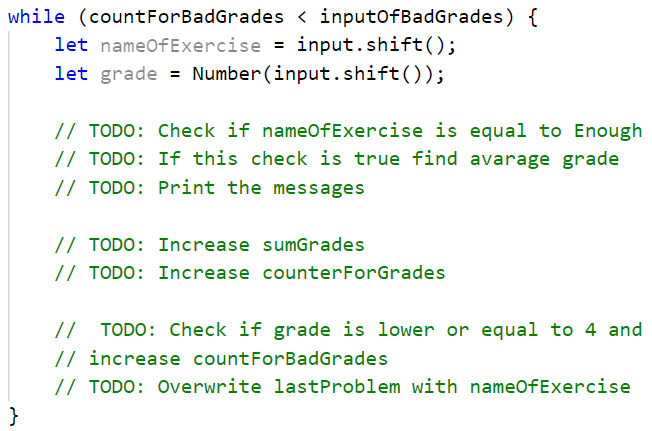 while (countForBadGrades < inputOfBadGrades) {
let nameOfExercise = input.shift();
let grade = Number(input.shift());
// TODO: Check if nameOfExercise is equal to Enough
// TODO: If this check is true find avarage grade
// TODO: Print the messages
// TODO: Increase sumGrades
// TODO: Increase counterForGrades
//  TODO: Check if grade is lower or equal to 4 and
// increase countForBadGrades
// TODO: Overwrite lastProblem with nameOfExercise
}